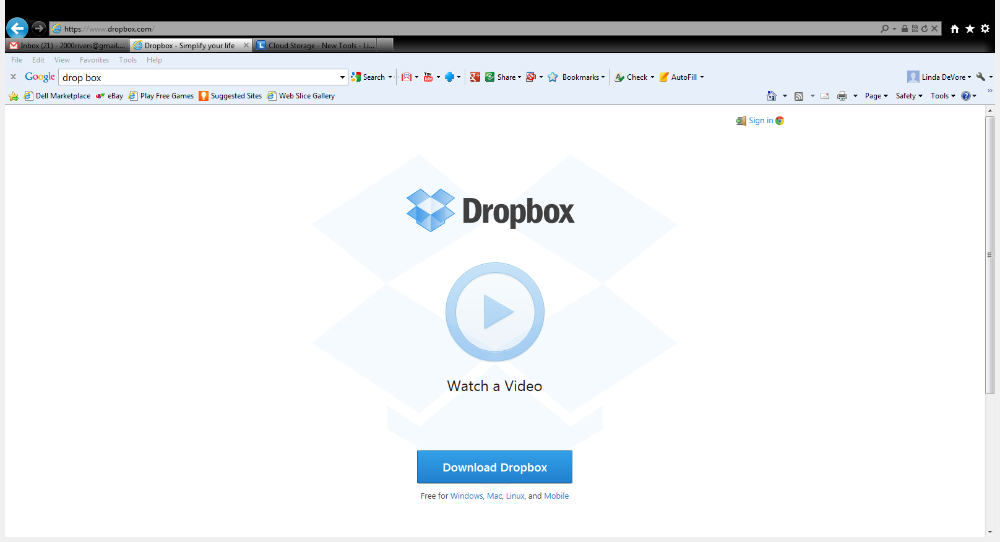 https://www.dropbox.com/
Inbox (21) - 2000rivers@gmail....
Dropbox - Simplify your life
Cloud Storage - New Tools - Li...
File Edit View Favorites Tools Help
x Google drop box Search Share Bookmarks Check AutoFill Linda DeVore
Dell Marketplace eBay Play Free Games Suggested Sites Web Slice Gallery Page Safety Tools
Sign in
Dropbox
Watch a Video
Download Dropbox
Free for Windows, Mac, Linux, and Mobile